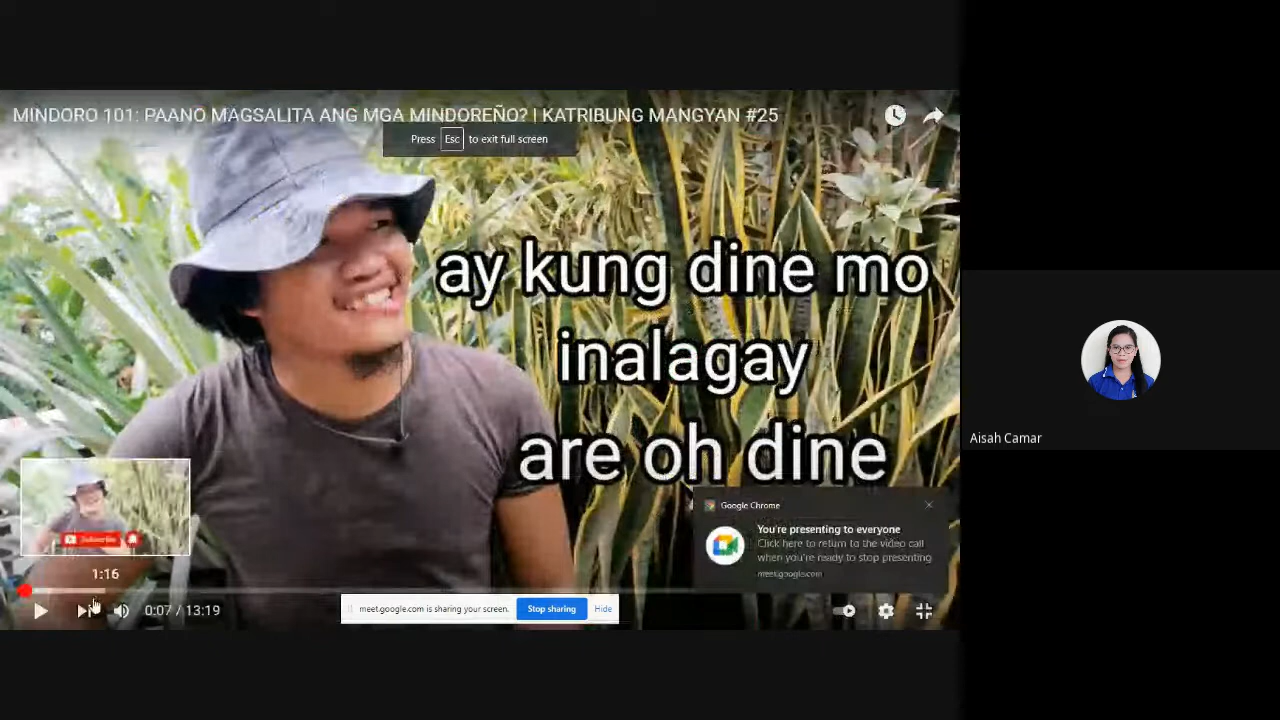 MINDORO 101: PAANO MAGSALITA ANG MGA MINDOREÑO? | KATRIBUNG MANGYAN #25
Press Esc to exit full screen
ay kung dine mo
inalagay
are oh dine
Google Chrome
You're presenting to everyone
Click here to return to the video call
when you're ready to stop presenting
meet.google.com
Subscribe
1:16
0:07 / 13:19
meet.google.com is sharing your screen.
Stop sharing
Hide
Aisah Camar